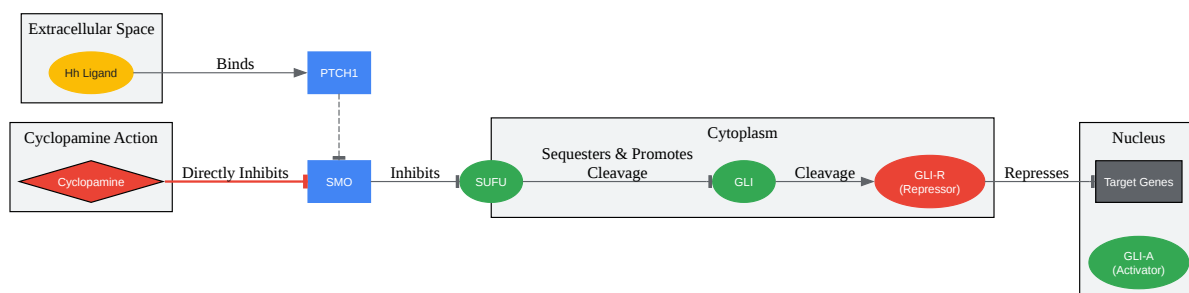 Extracellular Space
Hh Ligand
Binds
PTCH1
Cyclopamine Action
Cyclopamine
Directly Inhibits
SMO
Inhibits
Cytoplasm
SUFU
Sequesters & Promotes
Cleavage
GLI
Cleavage
GLI-R
(Repressor)
Represses
Nucleus
Target Genes
GLI-A
(Activator)